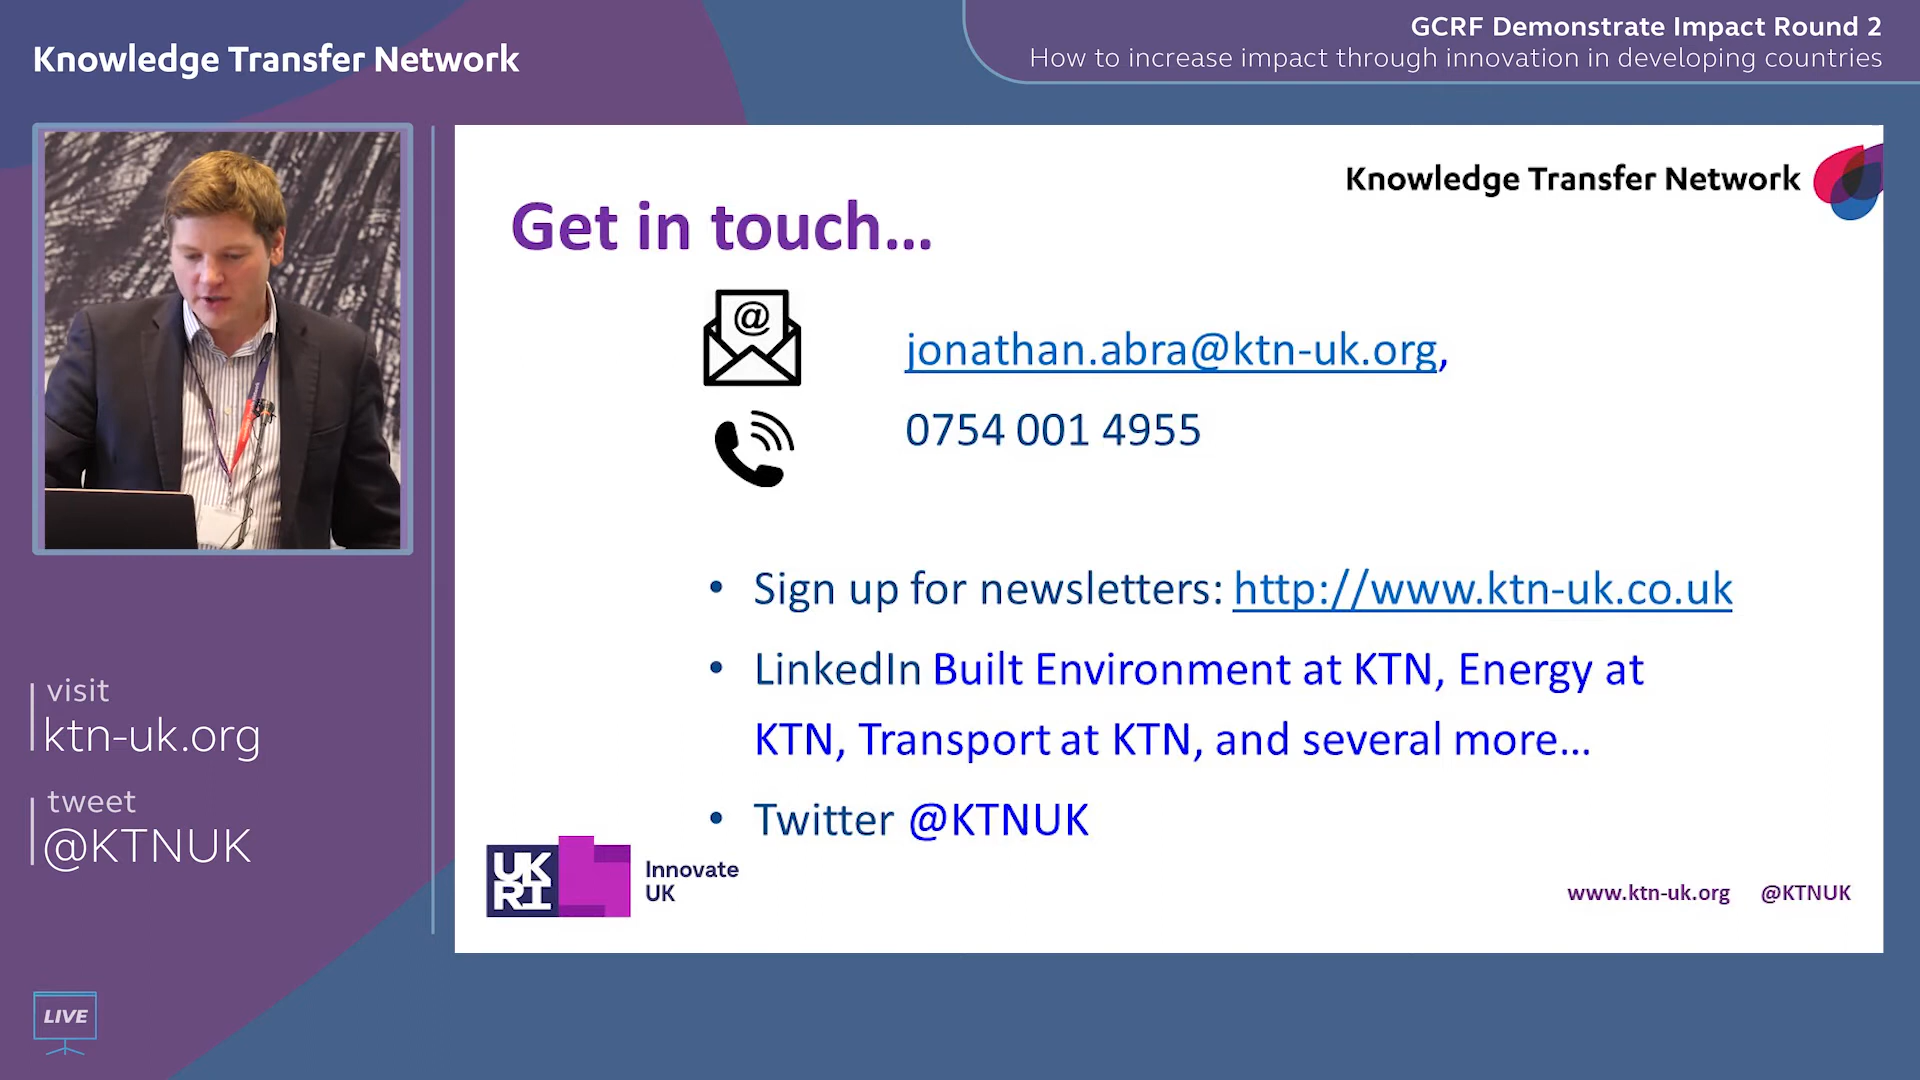 Knowledge Transfer Network
GCRF Demonstrate Impact Round 2
How to increase impact through innovation in developing countries
Knowledge Transfer Network
Get in touch...
@
jonathan.abra@ktn-uk.org,
0754 001 4955
• Sign up for newsletters: http://www.ktn-uk.co.uk
• LinkedIn Built Environment at KTN, Energy at
KTN, Transport at KTN, and several more...
• Twitter @KTNUK
UK
RI
Innovate
UK
www.ktn-uk.org @KTNUK
visit
ktn-uk.org
tweet
@KTNUK
LIVE